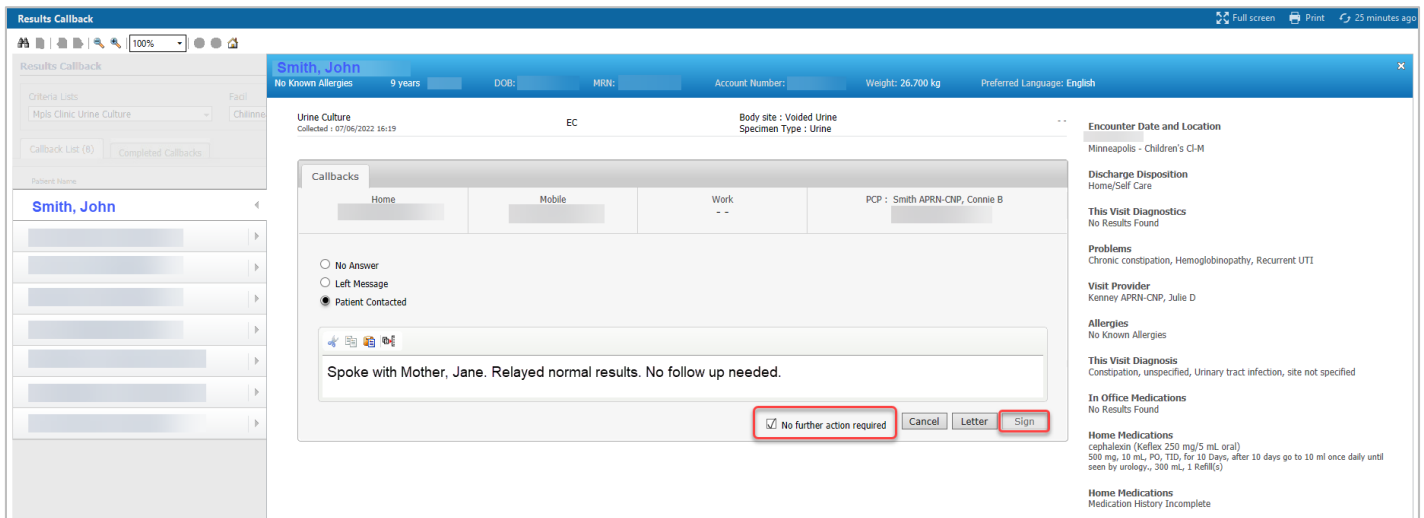 Results Callback
Full screen Print 25 minutes ago
100%
Results Callback
Criteria Lists Facil
Mpls Clinic Urine Culture
Callback List (8) Completed Callbacks
Patient Name
Smith, John
Smith, John
No Known Allergies 9 years DOB: MRN: Account Number: Weight: 26.700 kg Preferred Language: English
Urine Culture
Collected : 07/06/2022 16:19
EC
Body site : Voided Urine
Specimen Type : Urine
- -
Callbacks
Home Mobile Work PCP : Smith APRN-CNP, Connie B
- -
No Answer
Left Message
Patient Contacted
Spoke with Mother, Jane. Relayed normal results. No follow up needed.
No further action required Cancel Letter Sign
Encounter Date and Location
Minneapolis - Children's Cl-M
Discharge Disposition
Home/Self Care
This Visit Diagnostics
No Results Found
Problems
Chronic constipation, Hemoglobinopathy, Recurrent UTI
Visit Provider
Kenney APRN-CNP, Julie D
Allergies
No Known Allergies
This Visit Diagnosis
Constipation, unspecified, Urinary tract infection, site not specified
In Office Medications
No Results Found
Home Medications
cephalexin (Keflex 250 mg/5 mL oral)
500 mg, 10 mL, PO, TID, for 10 Days, after 10 days go to 10 ml once daily until
seen by urology., 300 mL, 1 Refill(s)
Home Medications
Medication History Incomplete